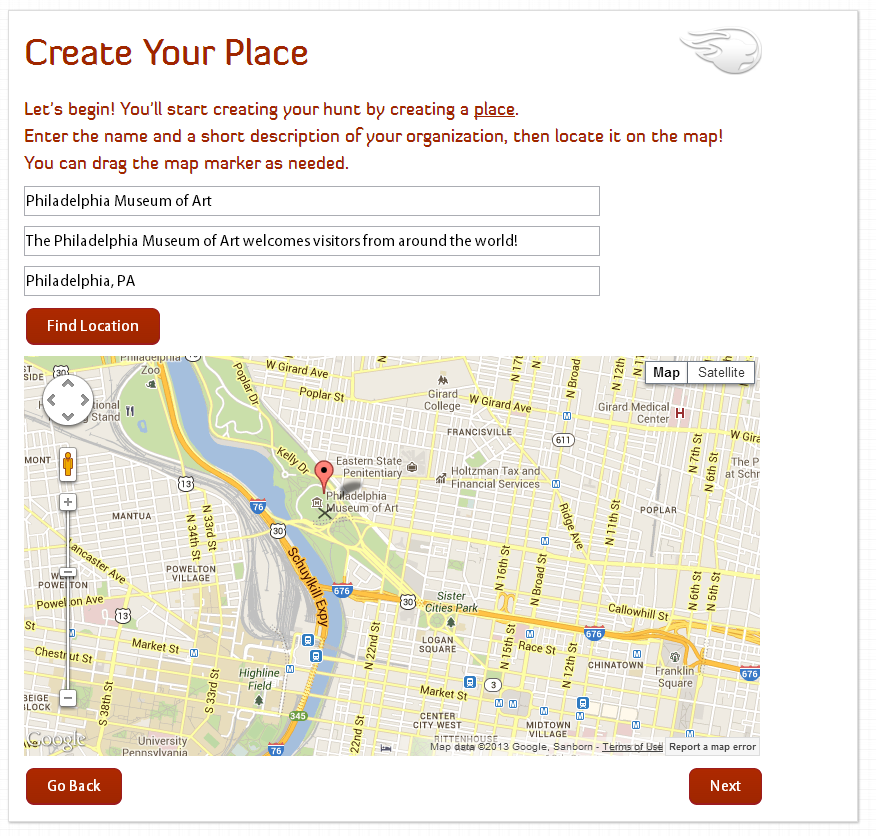 Create Your Place
Let's begin! You'll start creating your hunt by creating a place.
Enter the name and a short description of your organization, then locate it on the map!
You can drag the map marker as needed.
Philadelphia Museum of Art
The Philadelphia Museum of Art welcomes visitors from around the world!
Philadelphia, PA
Find Location
Philadelphia
Zoo
30
Poplar Dr
W Girard Ave
Poplar St
Girard
College
W Girard Ave
N 17th
N Broad St
N 12th
N 11th
Map
Satellite
Girard Medical
Center
H
Stand
FRANCISVILLE
611
W Gira
N 7th St
N 6th St
The P
at Schm
Kelly Dr
Eastern State
Penitentiary
Holtzman Tax and
Financial Services
MONT
13
Philadelphia
Museum of Art
76
30
MANTUA
N 34th St
N 33rd St
Ridge Ave
N 11th St
POPLAR
Lancaster Ave
POWELTON
VILLAGE
Schuylkill Expy
N 16th St
N Broad St
N 6th St
N 5th St
Powelton Ave
13
676
30
Sister
Cities Park
Callowhill St
676
St
Market St
Chestnut St
N 22nd St
LOGAN
SQUARE
N 15th St
Race St
N 12th St
CHINATOWN
Franklin
Square
676
Highline
Field
S 38th St
S 33rd St
Market St
3
345
CENTER
CITY WEST
MIDTOWN
VILLAGE
BEIGE
BLOCK
Google
University
Pennsylvania
76
22nd St
RITTENHOUSE
Map data ©2013 Google, Sanborn - Terms of Use
Report a map error
Go Back
Next